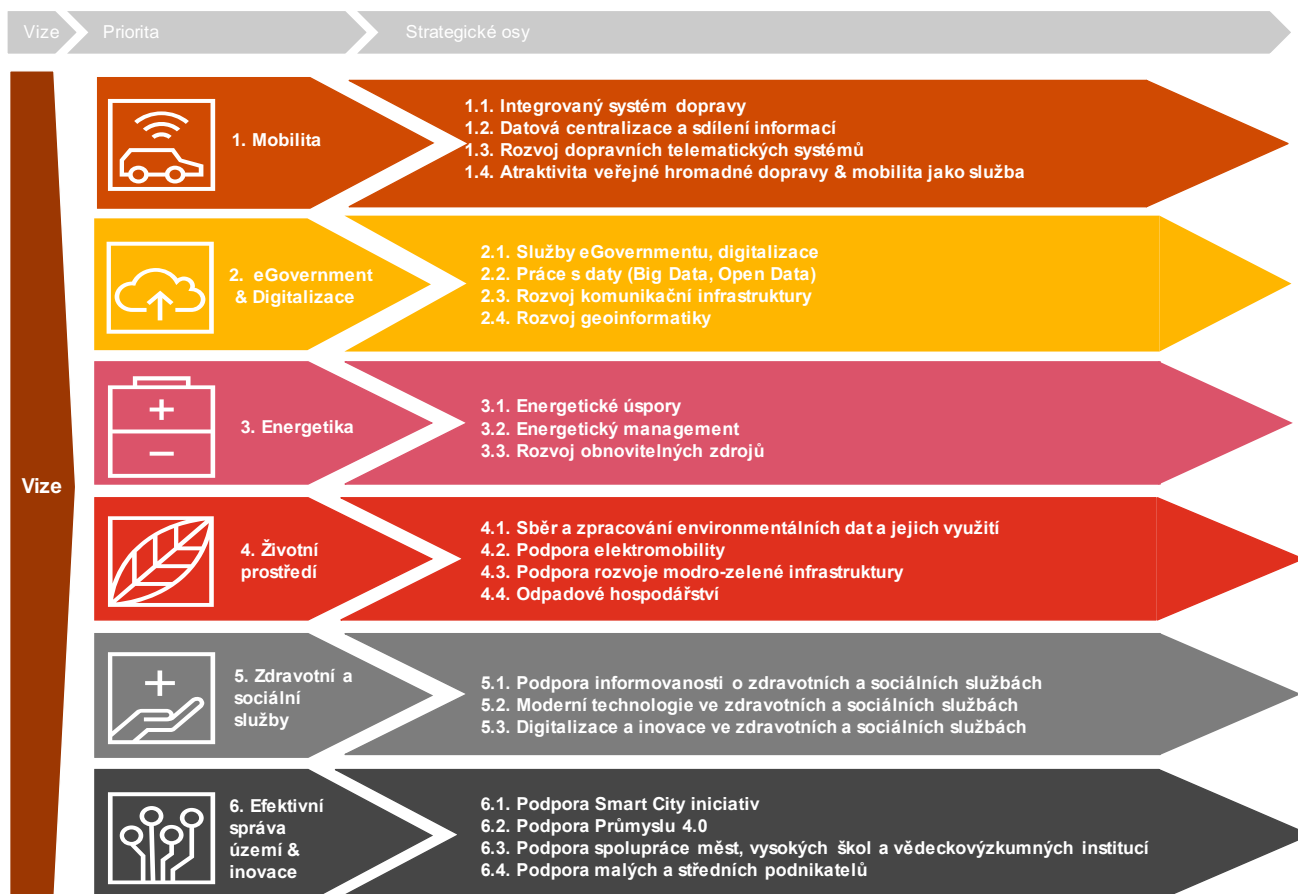 Vize
Priorita
Strategické osy
Vize
1. Mobilita
1.1. Integrovaný systém dopravy
1.2. Datová centralizace a sdílení informací
1.3. Rozvoj dopravních telematických systémů
1.4. Atraktivita veřejné hromadné dopravy & mobilita jako služba
2. eGovernment
& Digitalizace
2.1. Služby eGovernmentu, digitalizace
2.2. Práce s daty (Big Data, Open Data)
2.3. Rozvoj komunikační infrastruktury
2.4. Rozvoj geoinformatiky
3. Energetika
3.1. Energetické úspory
3.2. Energetický management
3.3. Rozvoj obnovitelných zdrojů
4. Životní
prostředí
4.1. Sběr a zpracování environmentálních dat a jejich využití
4.2. Podpora elektromobility
4.3. Podpora rozvoje modro-zelené infrastruktury
4.4. Odpadové hospodářství
5. Zdravotní a
sociální
služby
5.1. Podpora informovanosti o zdravotních a sociálních službách
5.2. Moderní technologie ve zdravotních a sociálních službách
5.3. Digitalizace a inovace ve zdravotních a sociálních službách
6. Efektivní
správa
území &
inovace
6.1. Podpora Smart City iniciativ
6.2. Podpora Průmyslu 4.0
6.3. Podpora spolupráce měst, vysokých škol a vědeckovýzkumných institucí
6.4. Podpora malých a středních podnikatelů